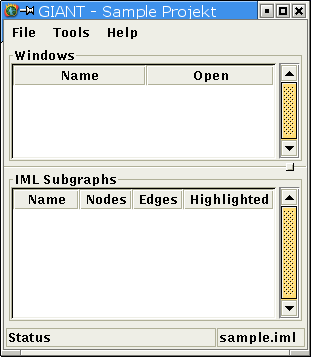 GIANT - Sample Projekt
File Tools Help
Windows
Name Open
IML Subgraphs
Name Nodes Edges Highlighted
Status sample.iml